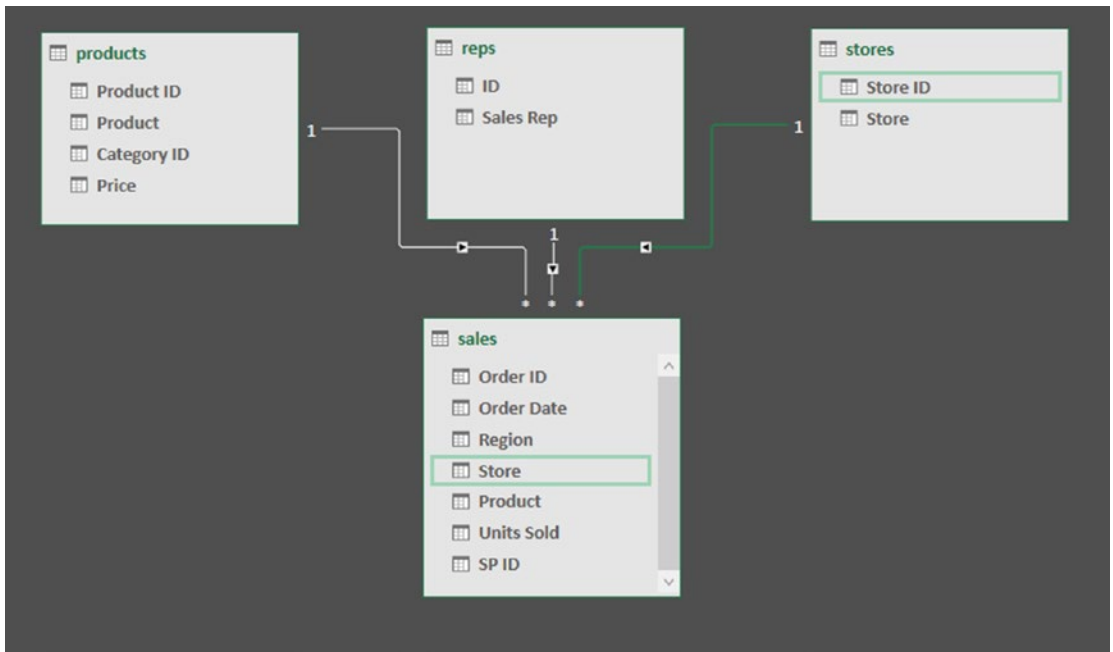 products
Product ID
Product
Category ID
Price
1
reps
ID
Sales Rep
1
stores
Store ID
Store
1
*
*
*
sales
Order ID
Order Date
Region
Store
Product
Units Sold
SP ID